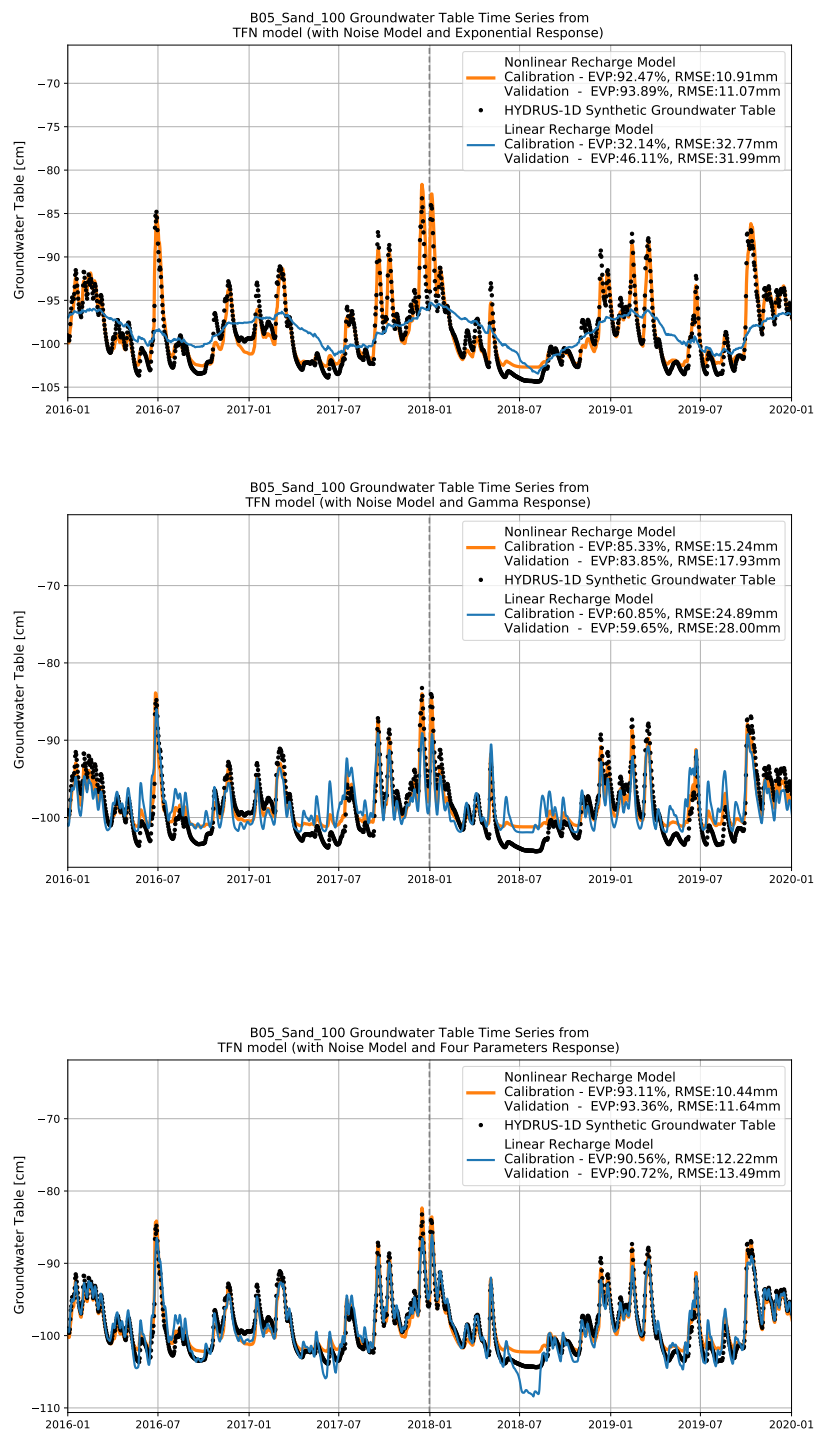 B05_Sand_100 Groundwater Table Time Series from
TFN model (with Noise Model and Exponential Response)
Nonlinear Recharge Model
Calibration - EVP:92.47%, RMSE:10.91mm
Validation  -  EVP:93.89%, RMSE:11.07mm
HYDRUS-1D Synthetic Groundwater Table
Linear Recharge Model
Calibration - EVP:32.14%, RMSE:32.77mm
Validation  -  EVP:46.11%, RMSE:31.99mm
Groundwater Table [cm]
−70
−75
−80
−85
−90
−95
−100
−105
2016-01 2016-07 2017-01 2017-07 2018-01 2018-07 2019-01 2019-07 2020-01
B05_Sand_100 Groundwater Table Time Series from
TFN model (with Noise Model and Gamma Response)
Nonlinear Recharge Model
Calibration - EVP:85.33%, RMSE:15.24mm
Validation  -  EVP:83.85%, RMSE:17.93mm
HYDRUS-1D Synthetic Groundwater Table
Linear Recharge Model
Calibration - EVP:60.85%, RMSE:24.89mm
Validation  -  EVP:59.65%, RMSE:28.00mm
Groundwater Table [cm]
−70
−80
−90
−100
2016-01 2016-07 2017-01 2017-07 2018-01 2018-07 2019-01 2019-07 2020-01
B05_Sand_100 Groundwater Table Time Series from
TFN model (with Noise Model and Four Parameters Response)
Nonlinear Recharge Model
Calibration - EVP:93.11%, RMSE:10.44mm
Validation  -  EVP:93.36%, RMSE:11.64mm
HYDRUS-1D Synthetic Groundwater Table
Linear Recharge Model
Calibration - EVP:90.56%, RMSE:12.22mm
Validation  -  EVP:90.72%, RMSE:13.49mm
Groundwater Table [cm]
−70
−80
−90
−100
−110
2016-01 2016-07 2017-01 2017-07 2018-01 2018-07 2019-01 2019-07 2020-01